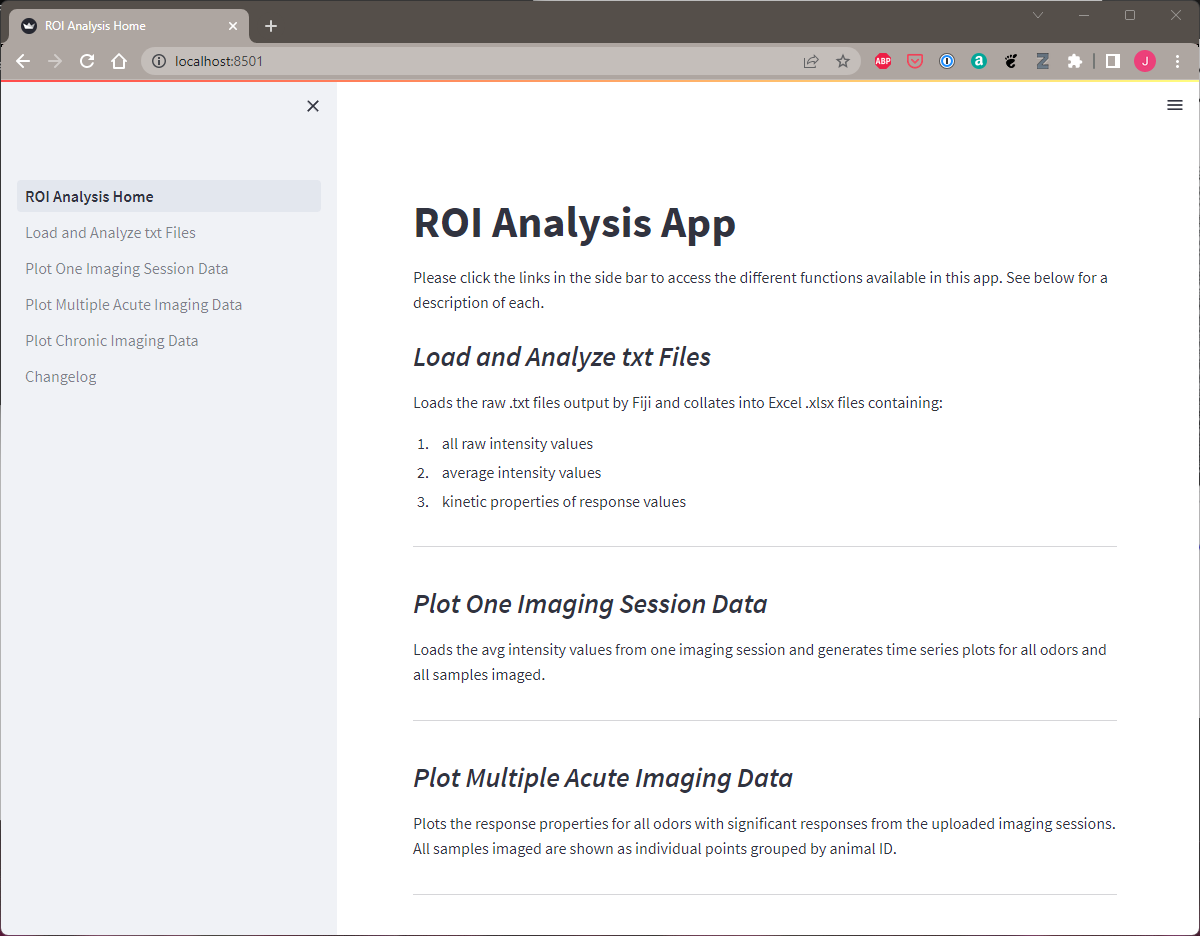 ROI Analysis Home
localhost:8501
ABP
a
Z
J
ROI Analysis Home
Load and Analyze txt Files
Plot One Imaging Session Data
Plot Multiple Acute Imaging Data
Plot Chronic Imaging Data
Changelog
ROI Analysis App
Please click the links in the side bar to access the different functions available in this app. See below for a
description of each.
Load and Analyze txt Files
Loads the raw .txt files output by Fiji and collates into Excel .xlsx files containing:
1. all raw intensity values
2. average intensity values
3. kinetic properties of response values
Plot One Imaging Session Data
Loads the avg intensity values from one imaging session and generates time series plots for all odors and
all samples imaged.
Plot Multiple Acute Imaging Data
Plots the response properties for all odors with significant responses from the uploaded imaging sessions.
All samples imaged are shown as individual points grouped by animal ID.